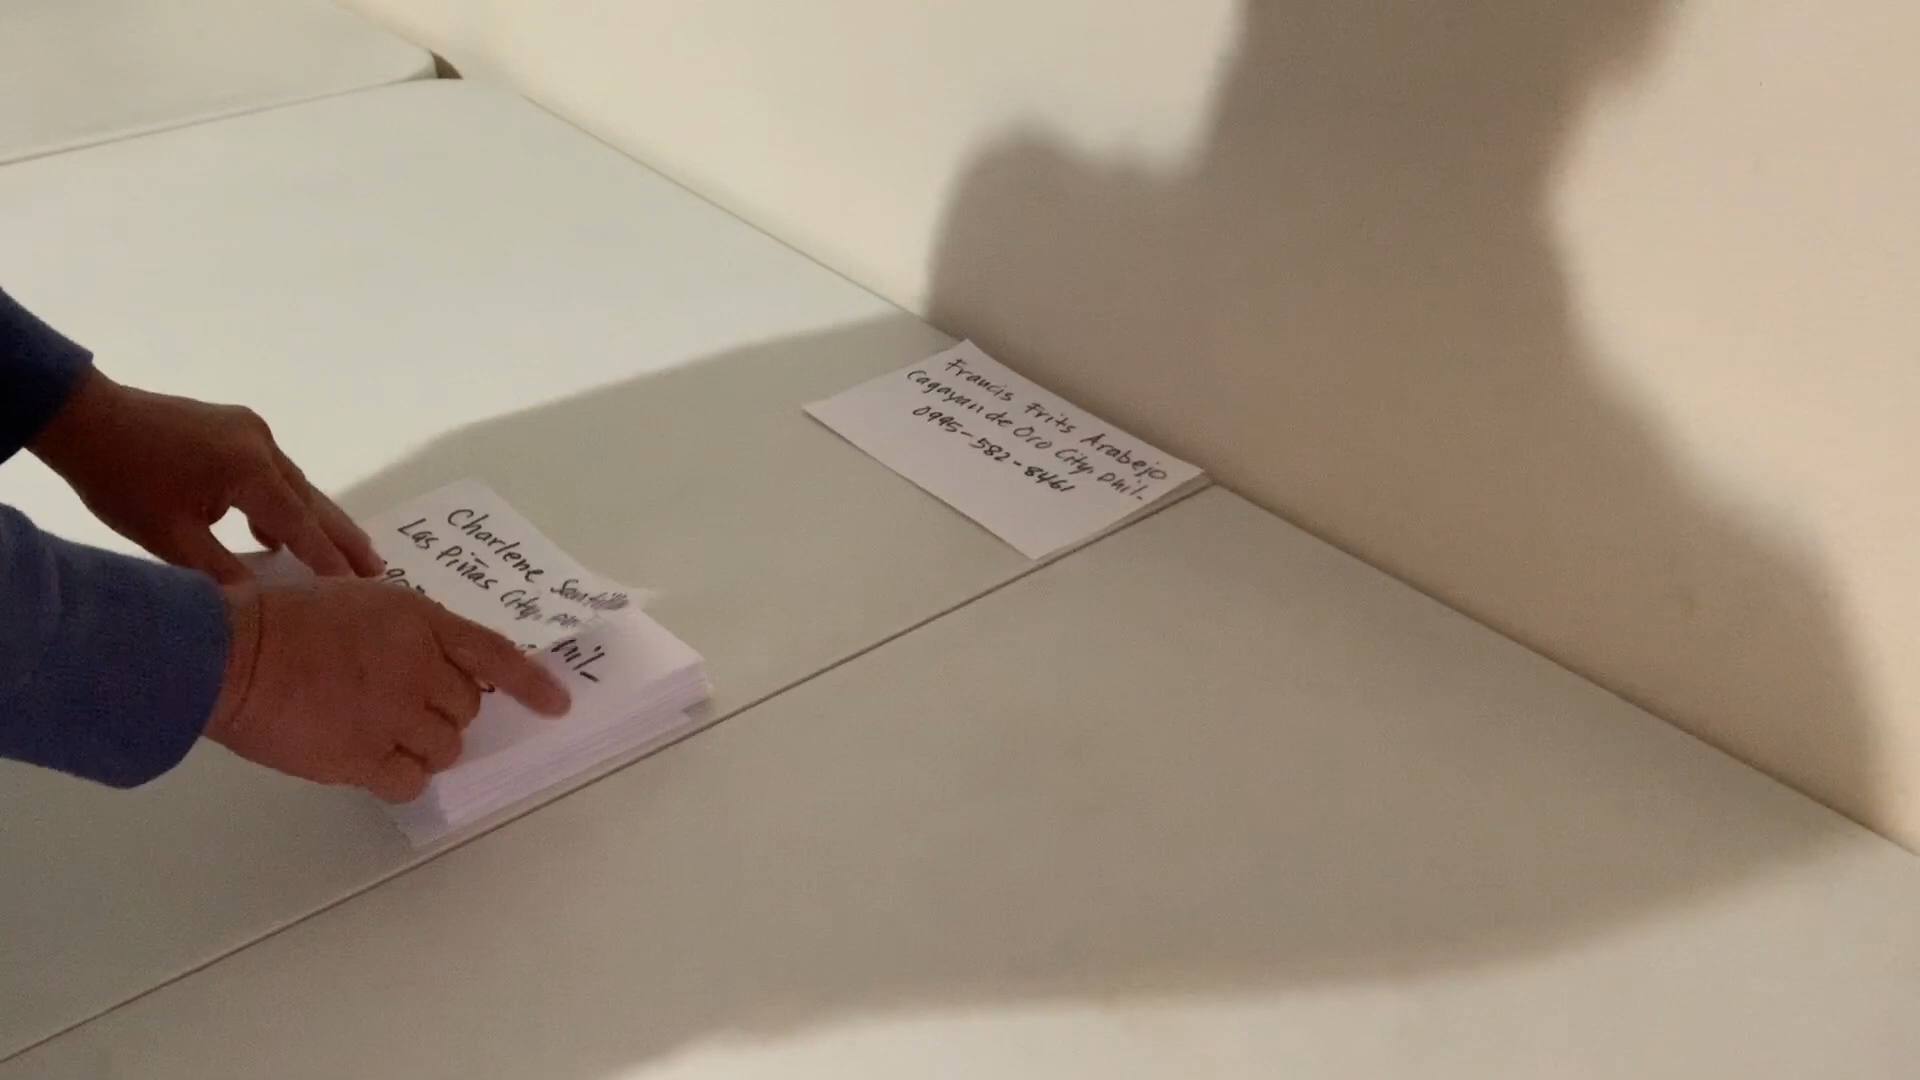 Francis Frits Arabejo
Cagayan de Oro City, Phil-
0995-582-8461
Charlene
Las Piñas City,